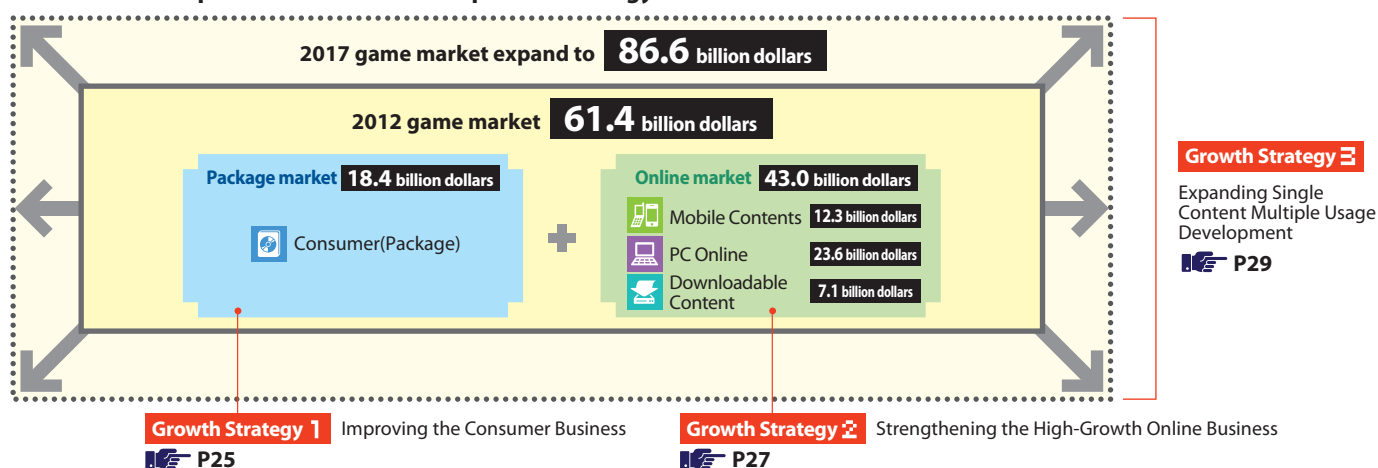 2017 game market expand to 86.6 billion dollars
2012 game market 61.4 billion dollars
Package market 18.4 billion dollars
Consumer(Package)
Online market 43.0 billion dollars
Mobile Contents 12.3 billion dollars
PC Online 23.6 billion dollars
Downloadable
Content
7.1 billion dollars
Growth Strategy 3
Expanding Single
Content Multiple Usage
Development
P29
Growth Strategy 1 Improving the Consumer Business
P25
Growth Strategy 2 Strengthening the High-Growth Online Business
P27